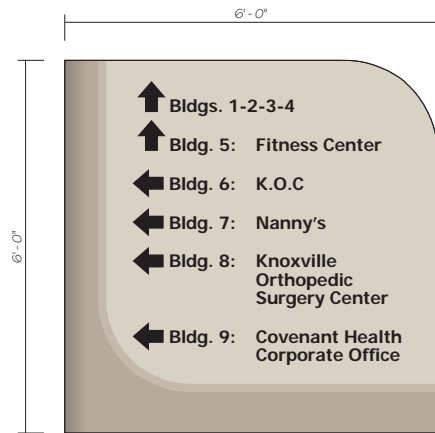 6'-0"
6'-0"
Bldgs. 1-2-3-4
Bldg. 5: Fitness Center
Bldg. 6: K.O.C
Bldg. 7: Nanny's
Bldg. 8: Knoxville
Orthopedic
Surgery Center
Bldg. 9: Covenant Health
Corporate Office